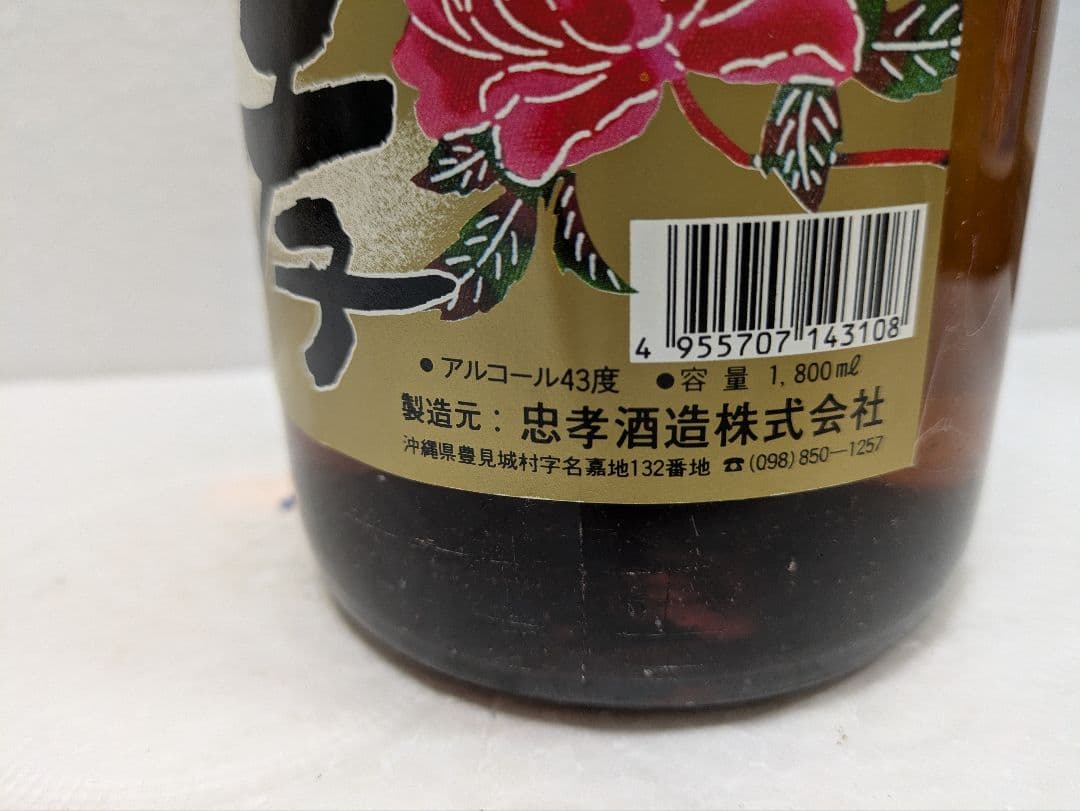 孝
4 955707 143108
●アルコール43度 ●容量 1,800㎖
製造元:忠孝酒造株式会社
沖縄県豊見城村字名嘉地132番地 ☎(098)850―1257